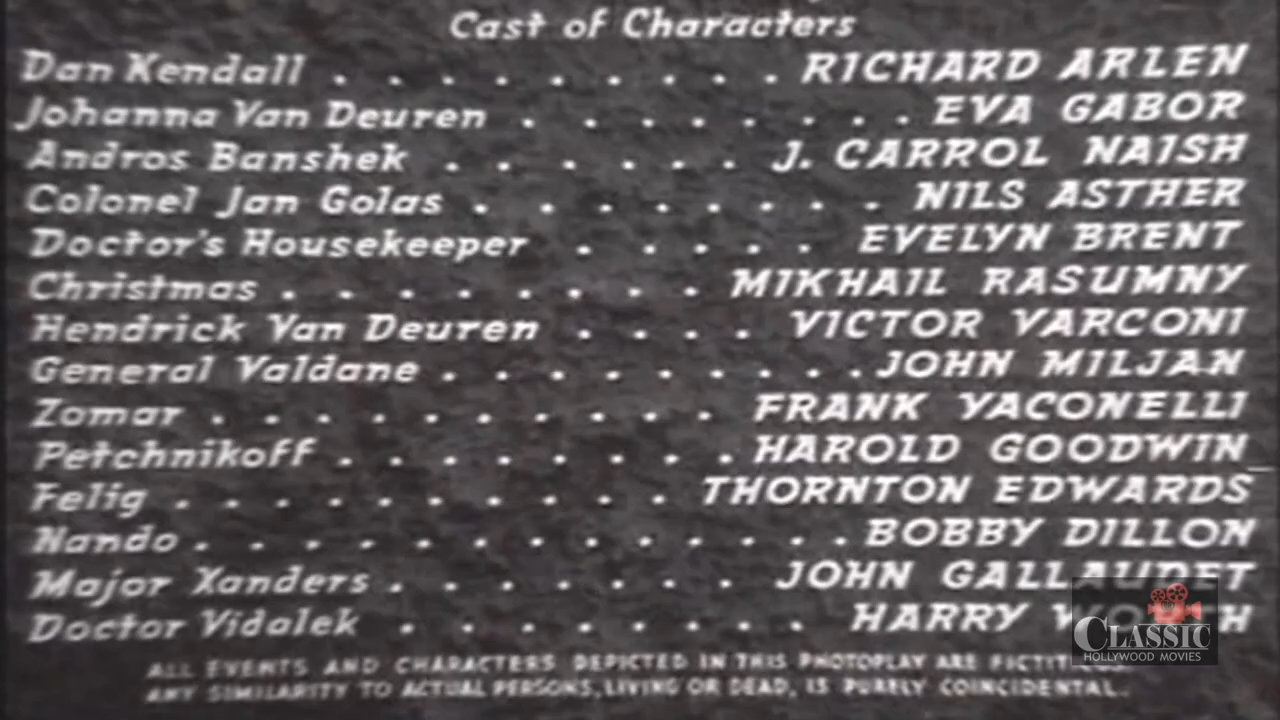 Cast of Characters
Dan Kendall . . . . . . . . . RICHARD ARLEN
Johanna Van Deuren . . . . . . . . EVA GABOR
Andros Banshek . . . . . . J. CARROL NAISH
Colonel Jan Golas . . . . . . . . NILS ASTHER
Doctor's Housekeeper . . . . . EVELYN BRENT
Christmas . . . . . . . . MIKHAIL RASUMNY
Hendrick Van Deuren . . . . VICTOR VARCONI
General Valdane . . . . . . . . . JOHN MILJAN
Zomar . . . . . . . . . . FRANK YACONELLI
Petchnikoff . . . . . . . . HAROLD GOODWIN
Felig . . . . . . . . . . THORNTON EDWARDS
Nando . . . . . . . . . . . . . BOBBY DILLON
Major Xanders . . . . . . . JOHN GALLAUDET
Doctor Vidalek . . . . . . . . HARRY
CLASSIC
HOLLYWOOD MOVIES
ALL EVENTS AND CHARACTERS DEPICTED IN THIS PHOTOPLAY ARE
ANY SIMILARITY TO ACTUAL PERSONS, LIVING OR DEAD, IS PURELY COINCIDENTAL.